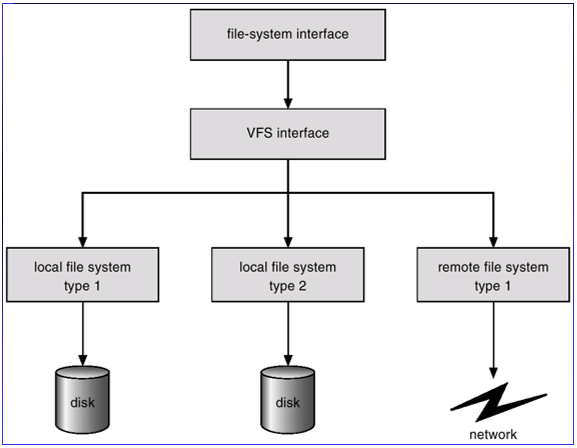 file-system interface
VFS interface
local file system
type 1
local file system
type 2
remote file system
type 1
disk
disk
network